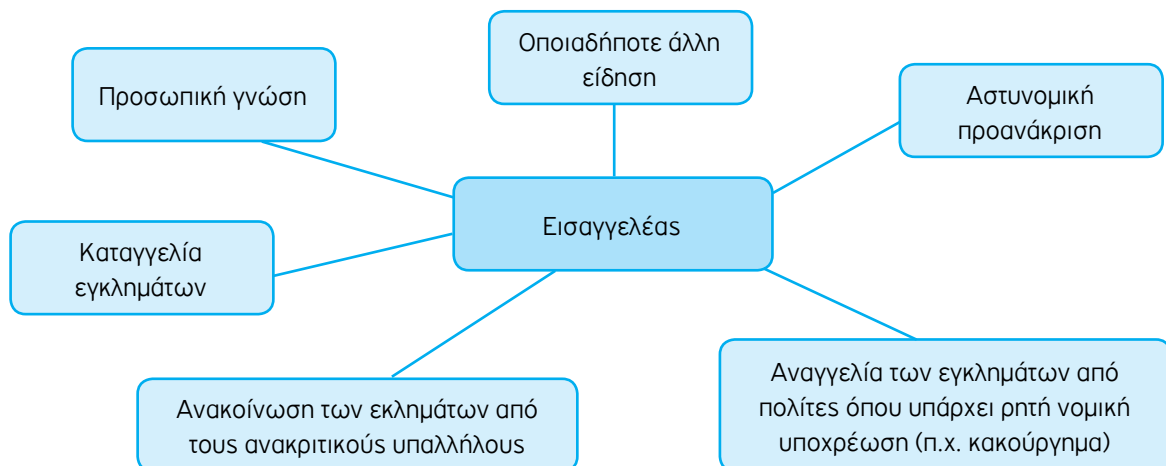 Οποιαδήποτε άλλη
είδηση
Προσωπική γνώση
Αστυνομική
προανάκριση
Εισαγγελέας
Καταγγελία
εγκλημάτων
Ανακοίνωση των εκλημάτων από
τους ανακριτικούς υπαλλήλους
Αναγγελία των εγκλημάτων από
πολίτες όπου υπάρχει ρητή νομική
υποχρέωση (π.χ. κακούργημα)